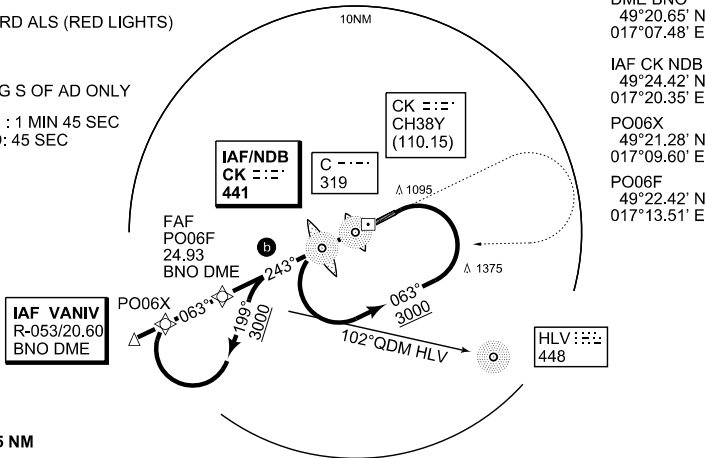 RD ALS (RED LIGHTS)
G S OF AD ONLY
: 1 MIN 45 SEC
: 45 SEC
10NM
DME BNO
49°20.65' N
017°07.48' E
IAF CK NDB
49°24.42' N
017°20.35' E
PO06X
49°21.28' N
017°09.60' E
PO06F
49°22.42' N
017°13.51' E
CK
CH38Y
(110.15)
IAF/NDB
CK
441
C
319
1095
1375
FAF
PO06F
24.93
BNO DME
b
243°
063°
3000
PO06X
063°
199°
3000
IAF VANIV
R-053/20.60
BNO DME
102°QDM HLV
HLV
448
5 NM